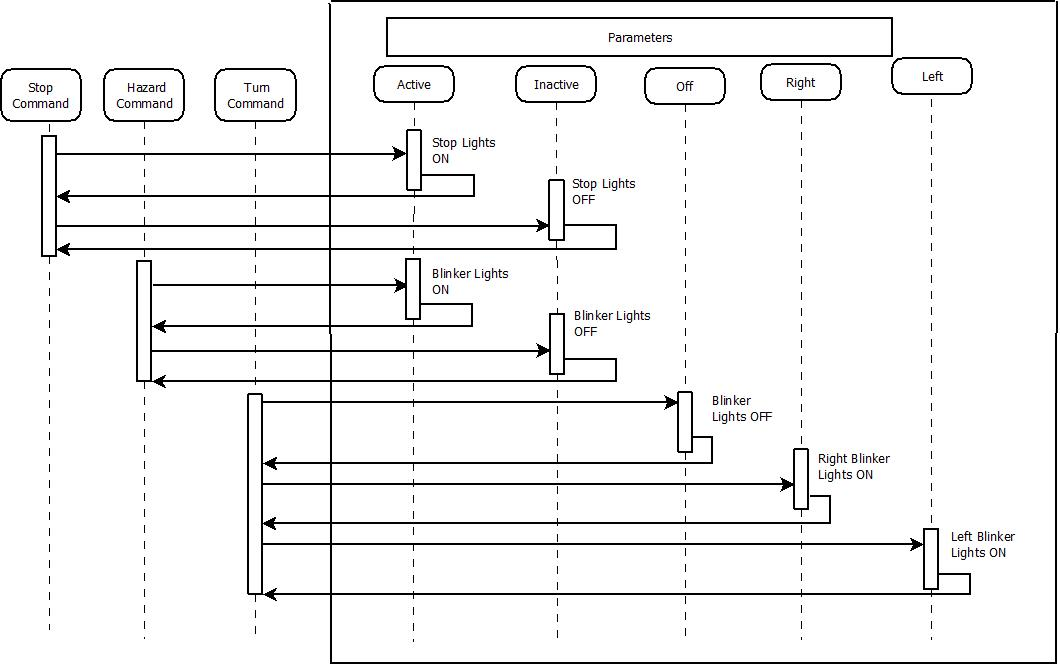 Parameters
Stop
Command
Hazard
Command
Turn
Command
Active
Inactive
Off
Right
Left
Stop Lights
ON
Stop Lights
OFF
Blinker Lights
ON
Blinker Lights
OFF
Blinker
Lights OFF
Right Blinker
Lights ON
Left Blinker
Lights ON